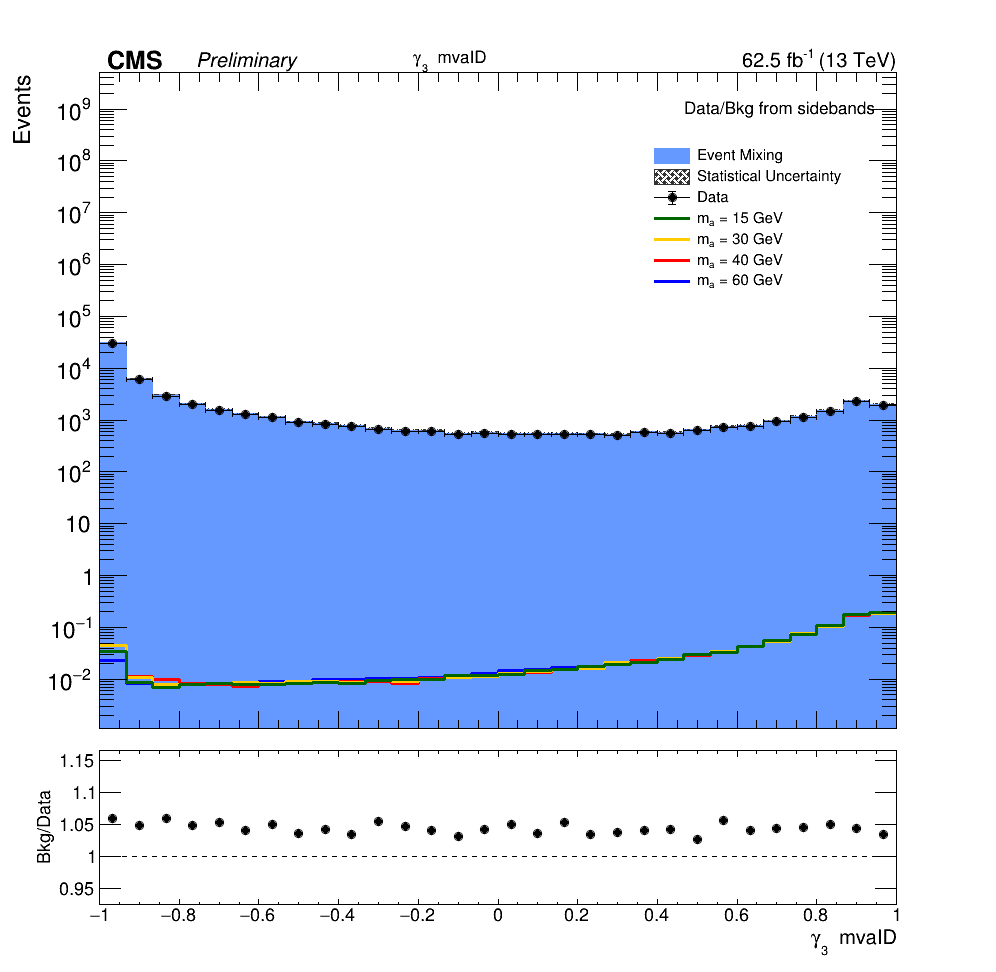 CMS Preliminary γ3 mvaID 62.5 fb-1 (13 TeV)
Events
Data/Bkg from sidebands
Event Mixing
Statistical Uncertainty
Data
ma = 15 GeV
ma = 30 GeV
ma = 40 GeV
ma = 60 GeV
10^9
10^8
10^7
10^6
10^5
10^4
10^3
10^2
10
1
10^−1
10^−2
Bkg/Data
1.15
1.1
1.05
1
0.95
−1 −0.8 −0.6 −0.4 −0.2 0 0.2 0.4 0.6 0.8 1
γ3 mvaID